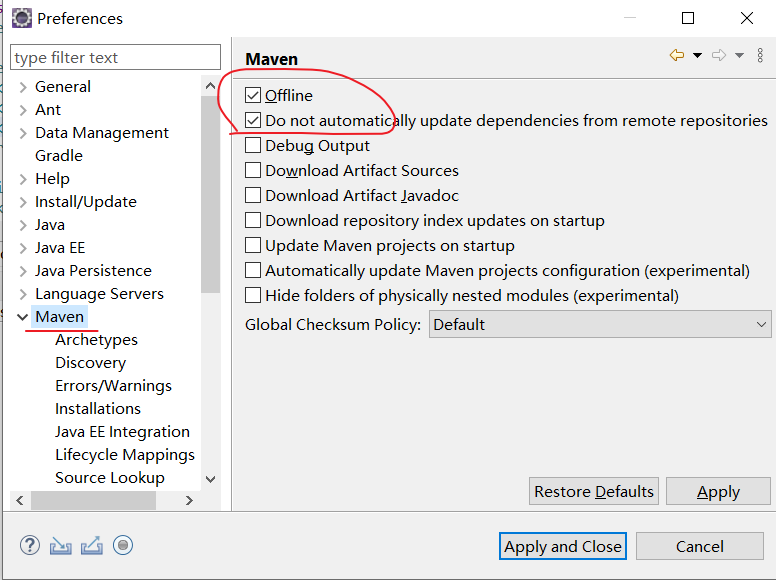 Preferences
type filter text
General
Ant
Data Management
Gradle
Help
Install/Update
Java
Java EE
Java Persistence
Language Servers
Maven
Archetypes
Discovery
Errors/Warnings
Installations
Java EE Integration
Lifecycle Mappings
Source Lookup
Maven
Offline
Do not automatically update dependencies from remote repositories
Debug Output
Download Artifact Sources
Download Artifact Javadoc
Download repository index updates on startup
Update Maven projects on startup
Automatically update Maven projects configuration (experimental)
Hide folders of physically nested modules (experimental)
Global Checksum Policy: Default
Restore Defaults Apply
Apply and Close Cancel